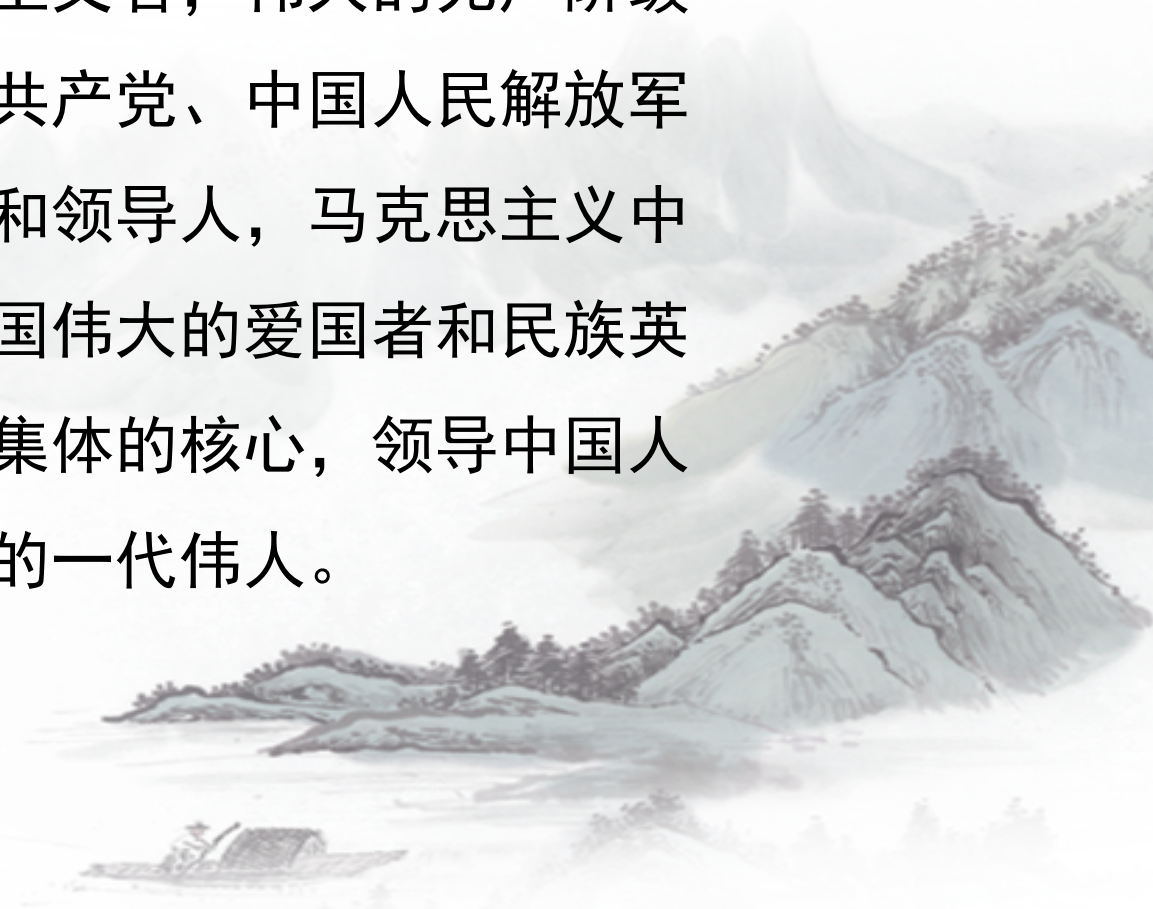 共产党、中国人民解放军
和领导人，马克思主义中
国伟大的爱国者和民族英
集体的核心，领导中国人
的一代伟人。